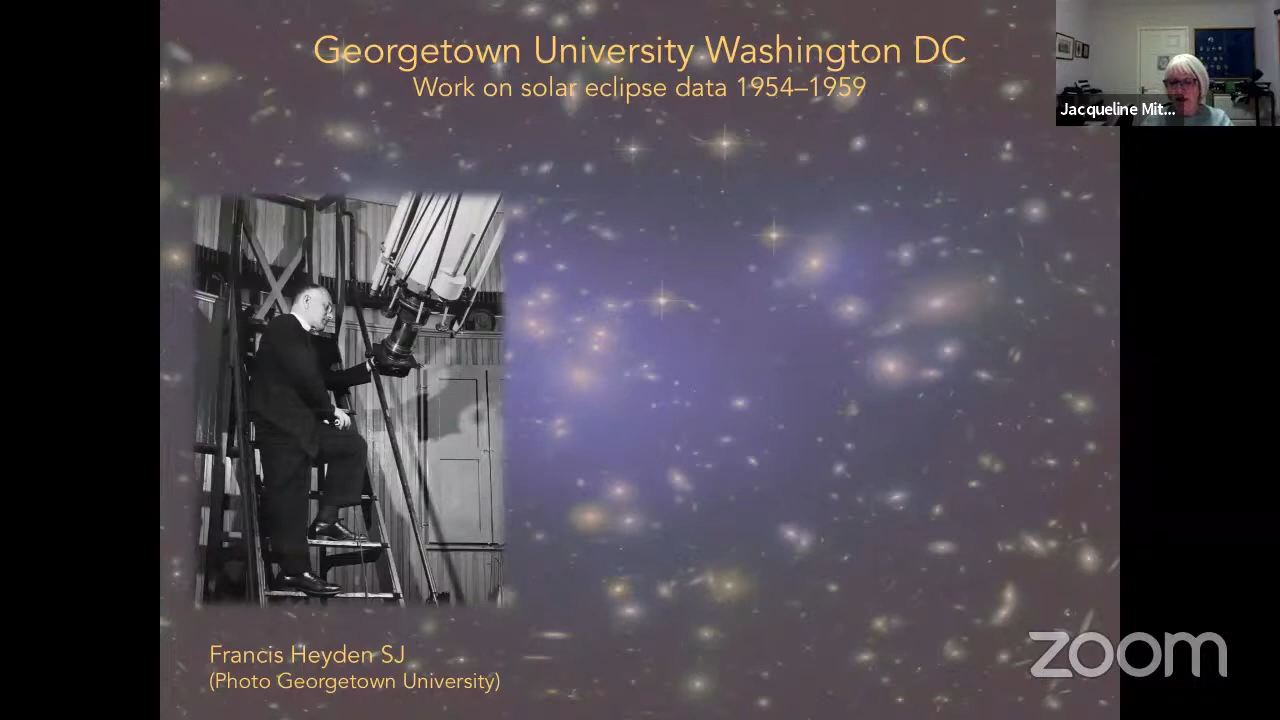 Georgetown University Washington DC
Work on solar eclipse data 1954–1959
Jacqueline Mit...
Francis Heyden SJ
(Photo Georgetown University)
zoom